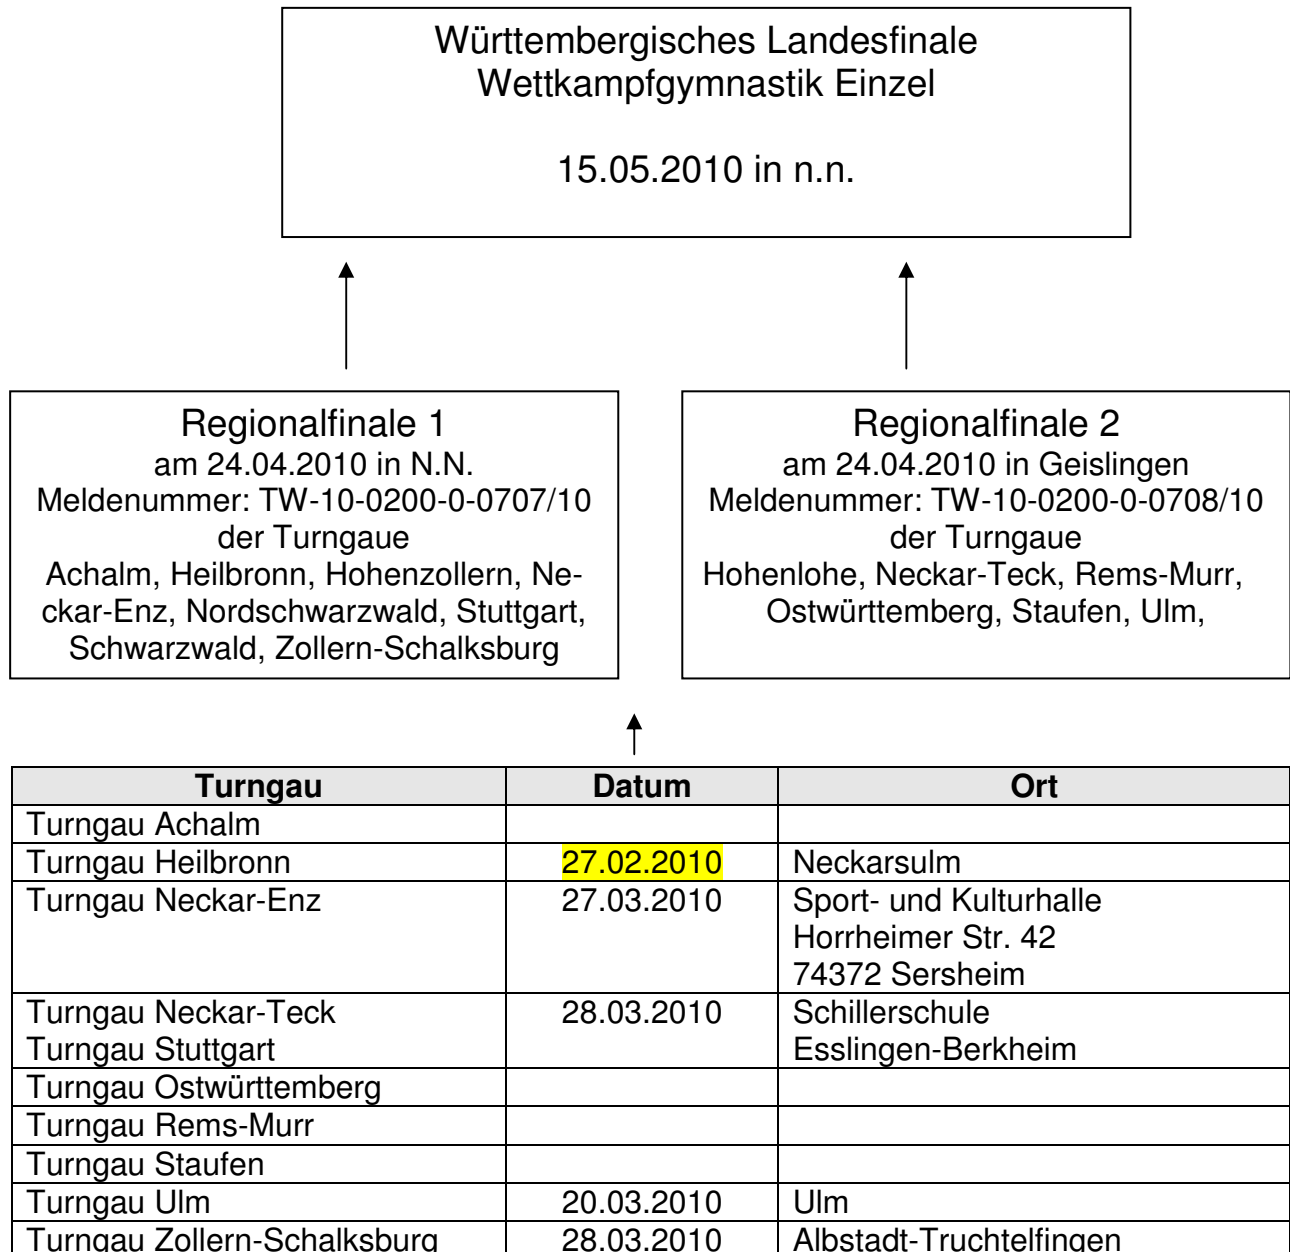 Württembergisches Landesfinale
Wettkampfgymnastik Einzel
15.05.2010 in n.n.
Regionalfinale 1
am 24.04.2010 in N.N.
Meldenummer: TW-10-0200-0-0707/10
der Turngaue
Achalm, Heilbronn, Hohenzollern, Ne-
ckar-Enz, Nordschwarzwald, Stuttgart,
Schwarzwald, Zollern-Schalksburg
Regionalfinale 2
am 24.04.2010 in Geislingen
Meldenummer: TW-10-0200-0-0708/10
der Turngaue
Hohenlohe, Neckar-Teck, Rems-Murr,
Ostwürttemberg, Staufen, Ulm,
Turngau Datum Ort
Turngau Achalm
Turngau Heilbronn 27.02.2010 Neckarsulm
Turngau Neckar-Enz 27.03.2010 Sport- und Kulturhalle
Horrheimer Str. 42
74372 Sersheim
Turngau Neckar-Teck 28.03.2010 Schillerschule
Turngau Stuttgart Esslingen-Berkheim
Turngau Ostwürttemberg
Turngau Rems-Murr
Turngau Staufen
Turngau Ulm 20.03.2010 Ulm
Turngau Zollern-Schalksburg 28.03.2010 Albstadt-Truchtelfingen